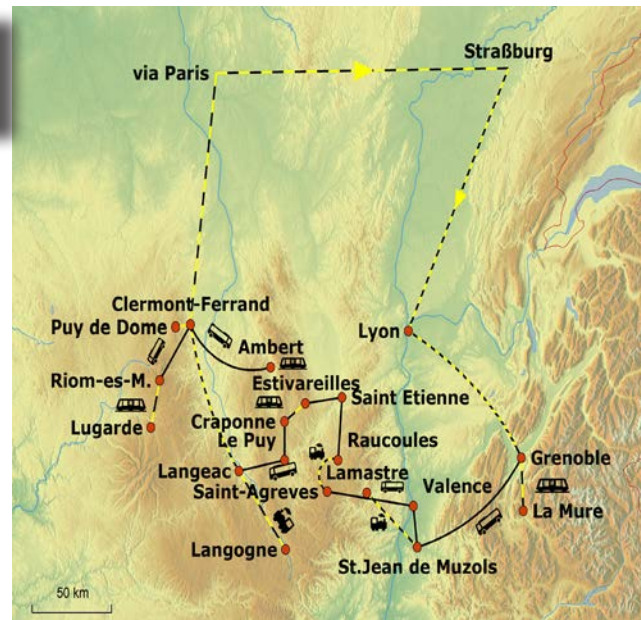 Straßburg
via Paris
Clermont-Ferrand
Puy de Dome
Lyon
Ambert
Riom-es-M.
Estivareilles
Saint Etienne
Lugarde
Craponne
Le Puy
Raucoules
Langeac
Lamastre
Grenoble
Saint-Agreves
Valence
La Mure
Langogne
St.Jean de Muzols
50 km